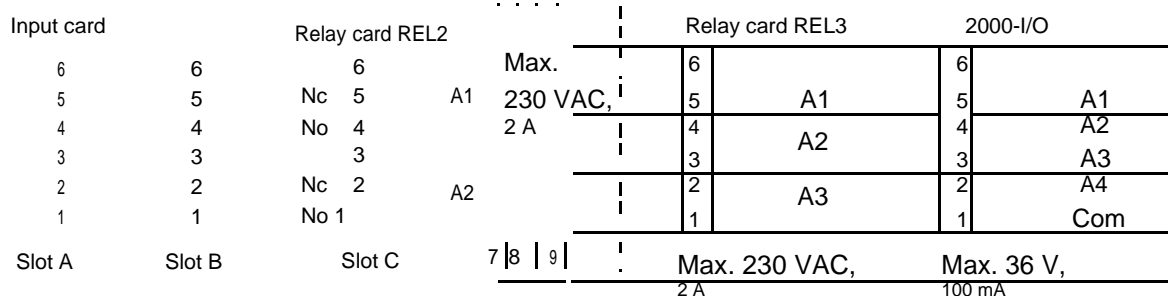 Input card Relay card REL2 Relay card REL3 2000-I/O
6 6 6 Max. 6 6
5 5 Nc 5 A1 230 VAC, 5 A1 5 A1
4 4 No 4 2 A 4 A2 4 A2
3 3 3 3 3 A3
2 2 Nc 2 A2 2 A3 2 A4
1 1 No 1 1 1 Com
Slot A Slot B Slot C 7 8 9 Max. 230 VAC, Max. 36 V,
2 A 100 mA